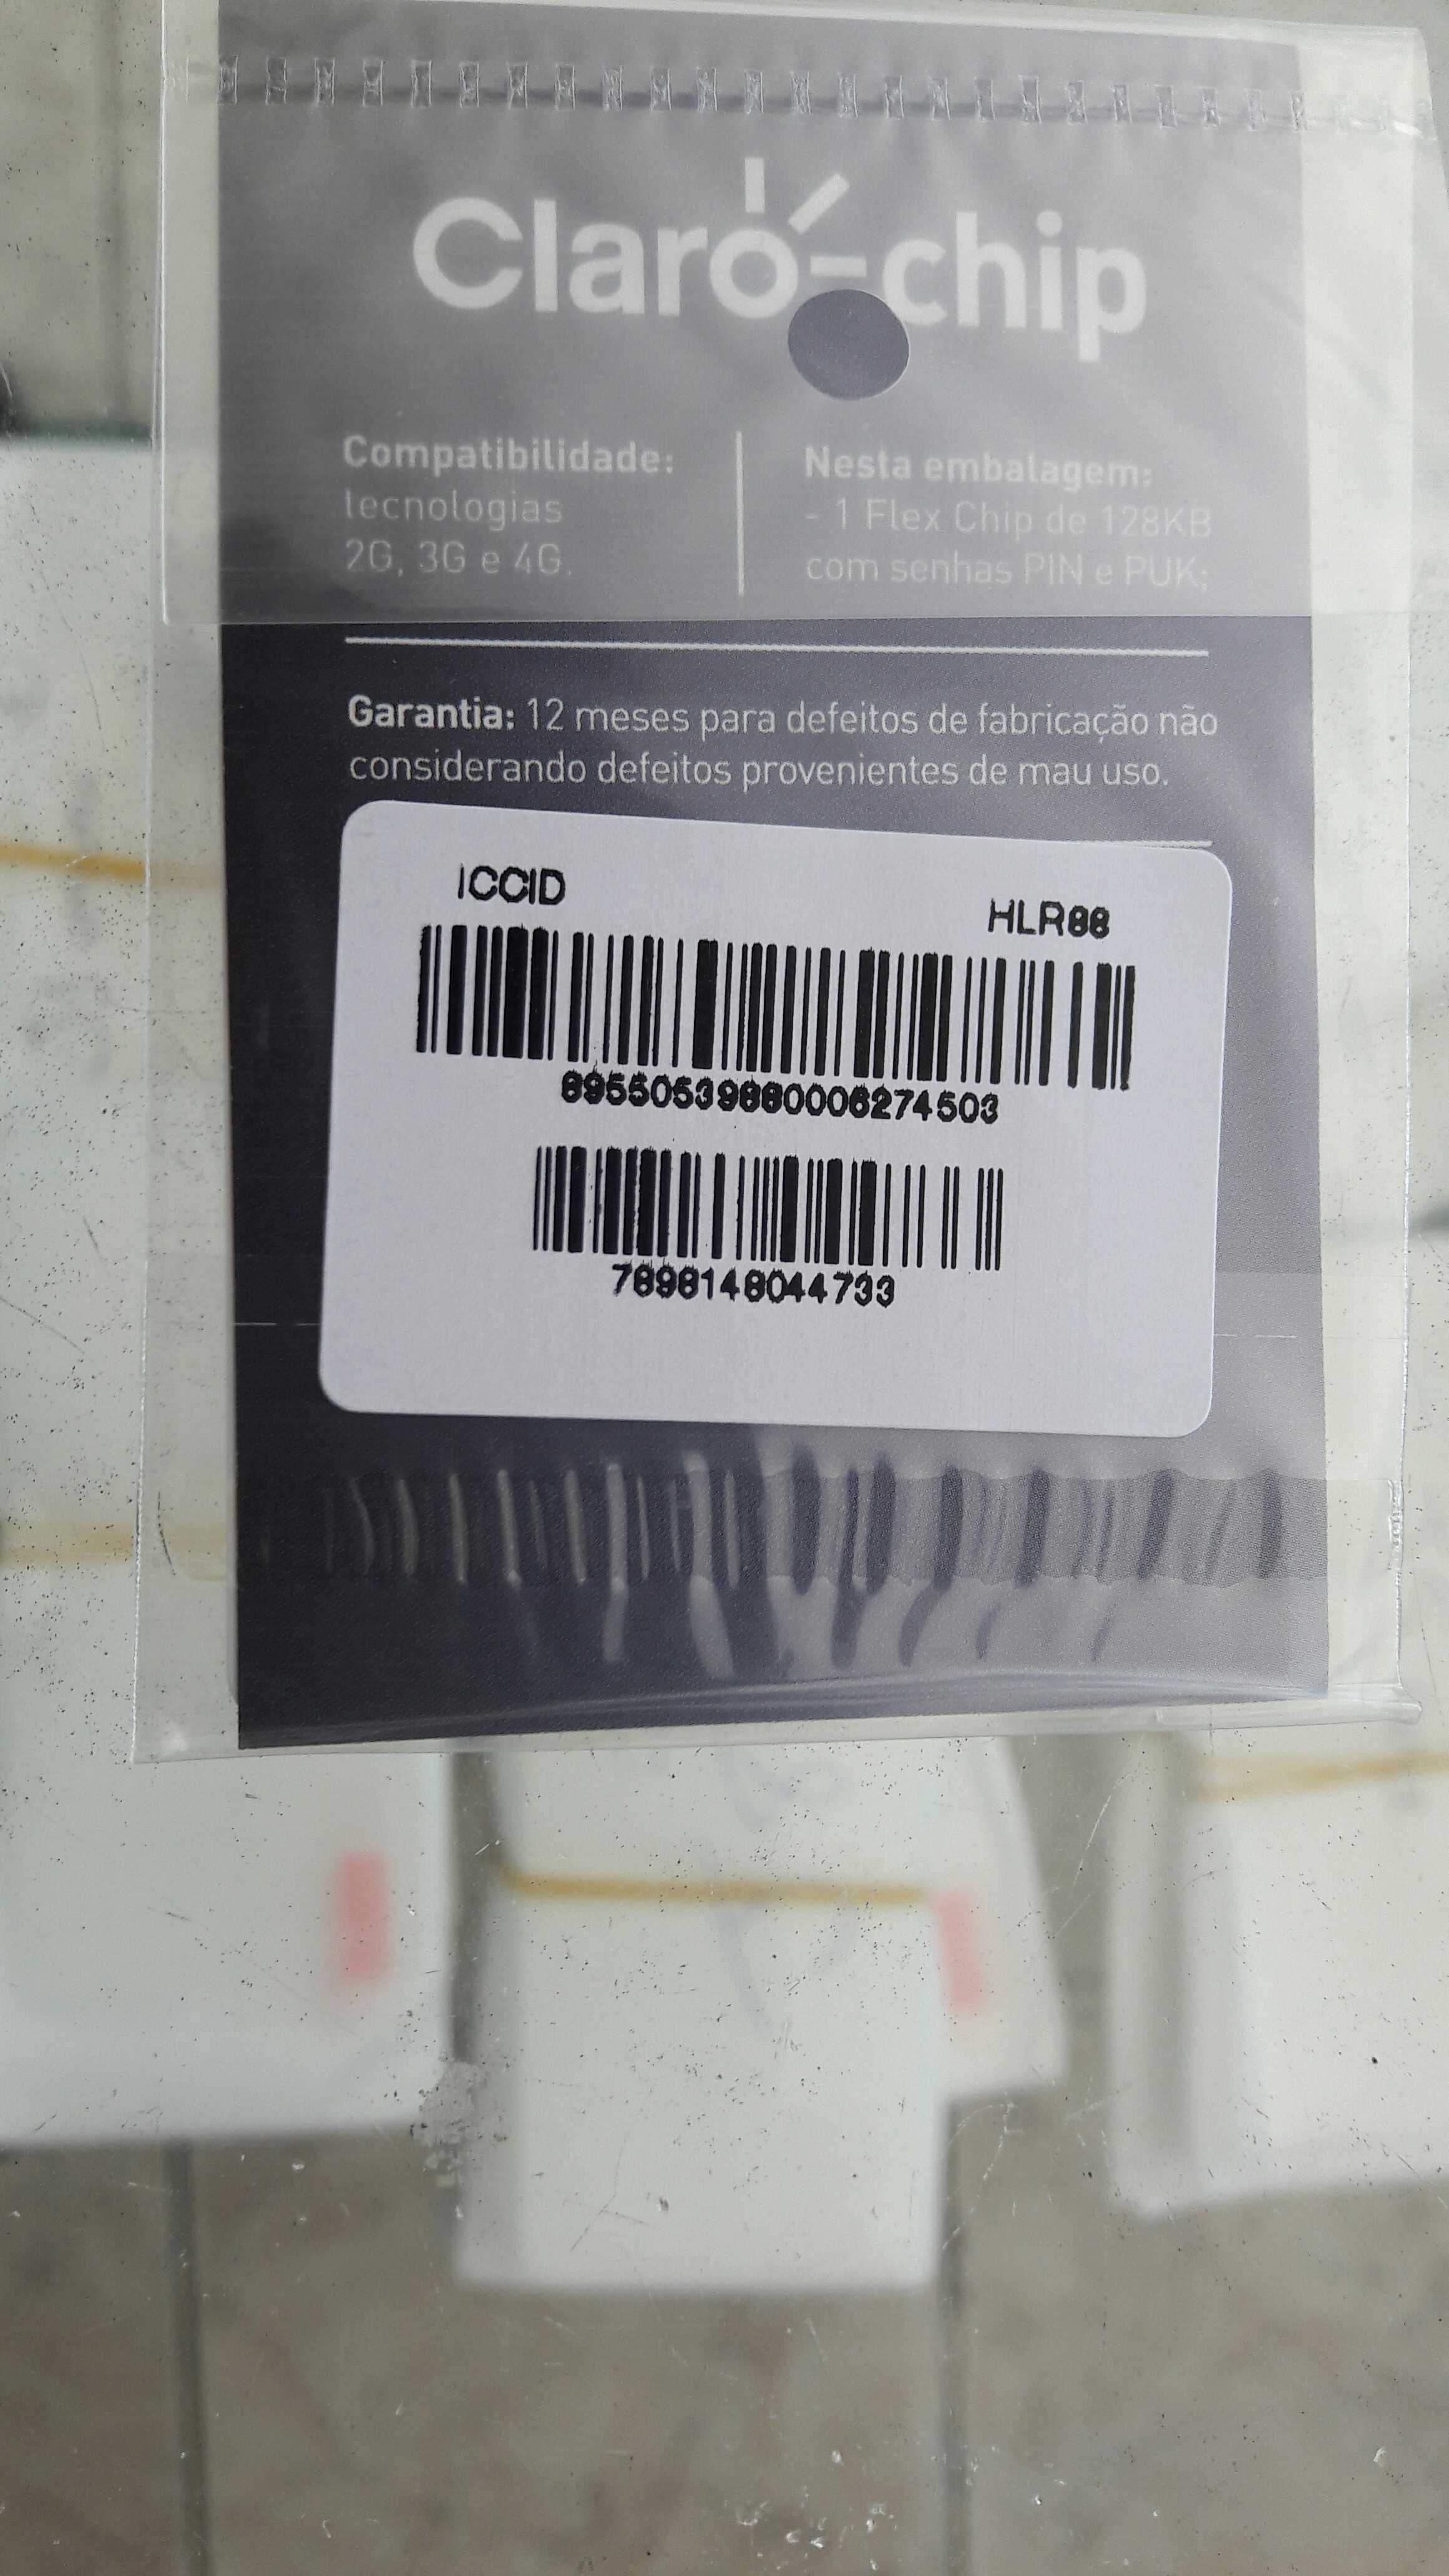 Claro-chip
Compatibilidade:
tecnologias
2G, 3G e 4G.
Nesta embalagem:
- 1 Flex Chip de 128KB
com senhas PIN e PUK;
Garantia: 12 meses para defeitos de fabricação não
considerando defeitos provenientes de mau uso.
ICCID
HLR88
89550539880006274503
7898148044733